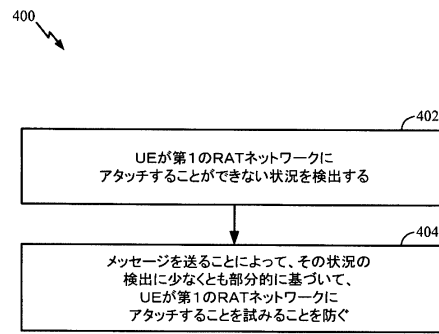 400
402
UEが第1のRATネットワークに
アタッチすることができない状況を検出する
404
メッセージを送ることによって、その状況の
検出に少なくとも部分的に基づいて、
UEが第1のRATネットワークに
アタッチすることを試みることを防ぐ